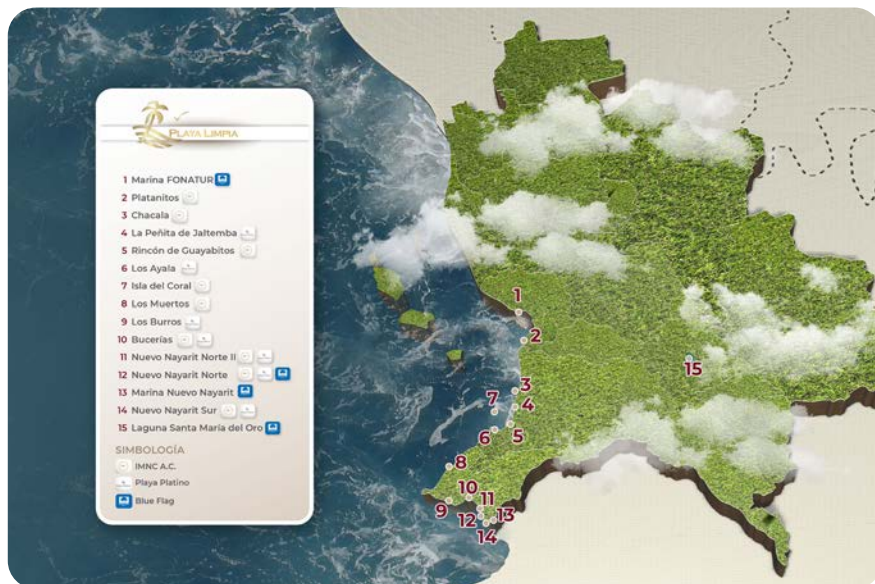 PLAYA LIMPIA
1 Marina FONATUR
2 Platanitos
3 Chacala
4 La Peñita de Jaltemba
5 Rincón de Guayabitos
6 Los Ayala
7 Isla del Coral
8 Los Muertos
9 Los Burros
10 Bucerías
11 Nuevo Nayarit Norte II
12 Nuevo Nayarit Norte
13 Marina Nuevo Nayarit
14 Nuevo Nayarit Sur
15 Laguna Santa María del Oro
SIMBOLOGÍA
IMNC A.C.
Playa Platino
Blue Flag
1
2
15
3
7
4
6
5
8
10
9
11
12
13
14